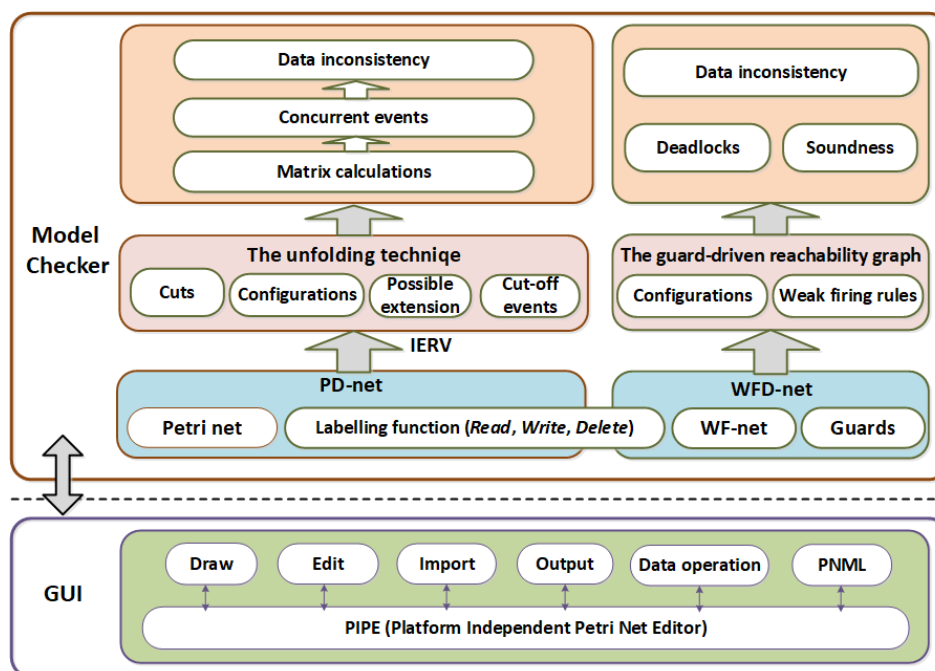 Data inconsistency
Concurrent events
Matrix calculations
Data inconsistency
Deadlocks
Soundness
Model
Checker
The unfolding techniqe
Cuts
Configurations
Possible
extension
Cut-off
events
The guard-driven reachability graph
Configurations
Weak firing rules
IERV
PD-net
Petri net
Labelling function (Read, Write, Delete)
WFD-net
WF-net
Guards
GUI
Draw
Edit
Import
Output
Data operation
PNML
PIPE (Platform Independent Petri Net Editor)